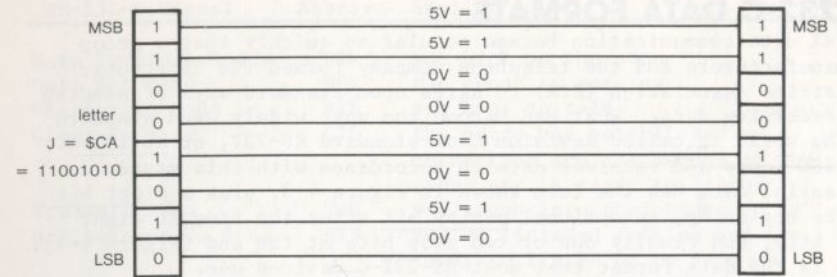 MSB 1 5V = 1 1 MSB
1 5V = 1 1
0 0V = 0 0
letter 0 0V = 0 0
J = $CA 1 5V = 1 1
= 11001010 0 0V = 0 0
1 5V = 1 1
LSB 0 0V = 0 0 LSB